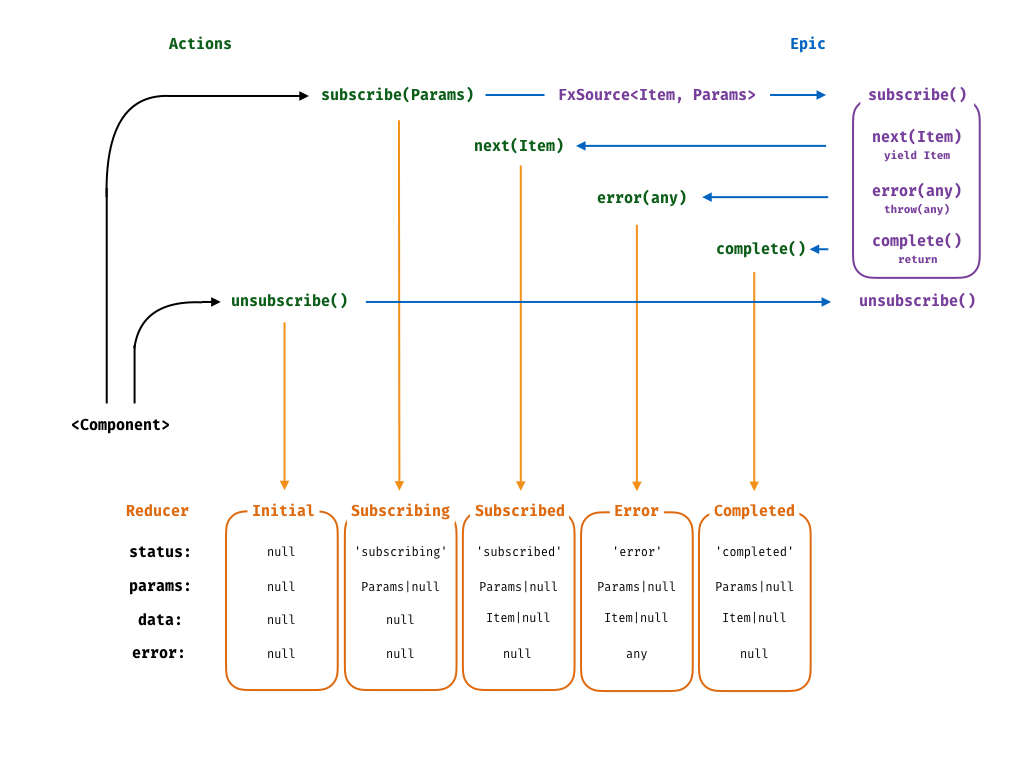 Actions
Epic
subscribe(Params)
FxSource<Item, Params>
subscribe()
next(Item)
next(Item)
yield Item
error(any)
error(any)
throw(any)
complete()
complete()
return
unsubscribe()
unsubscribe()
<Component>
Reducer
Initial
Subscribing
Subscribed
Error
Completed
status:
null
'subscribing'
'subscribed'
'error'
'completed'
params:
null
Params|null
Params|null
Params|null
Params|null
data:
null
null
Item|null
Item|null
Item|null
error:
null
null
null
any
null